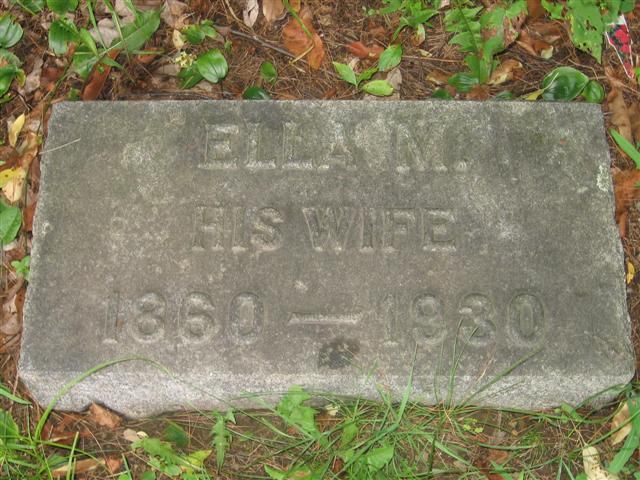 ELLA M.
HIS WIFE
1860 — 1930